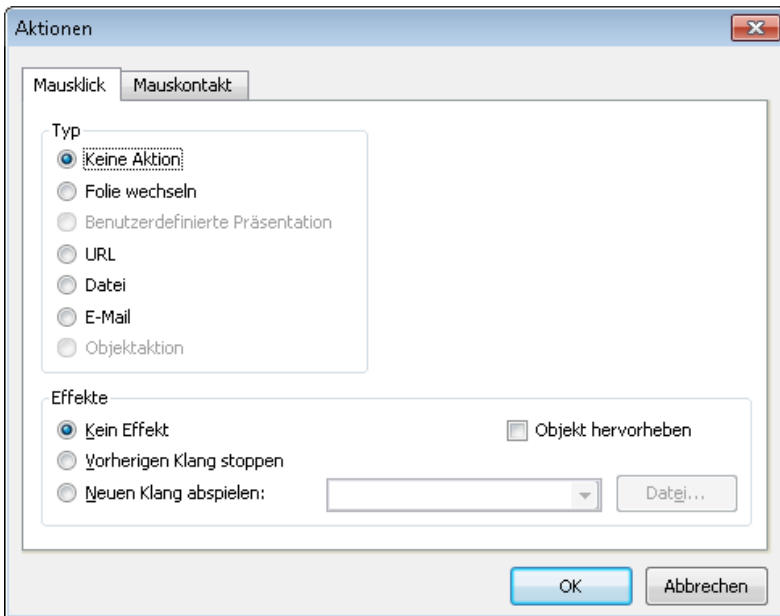 Aktionen
Mausklick Mauskontakt
Typ
Keine Aktion
Folie wechseln
Benutzerdefinierte Präsentation
URL
Datei
E-Mail
Objektaktion
Effekte
Kein Effekt Objekt hervorheben
Vorherigen Klang stoppen
Neuen Klang abspielen: Datei...
OK Abbrechen